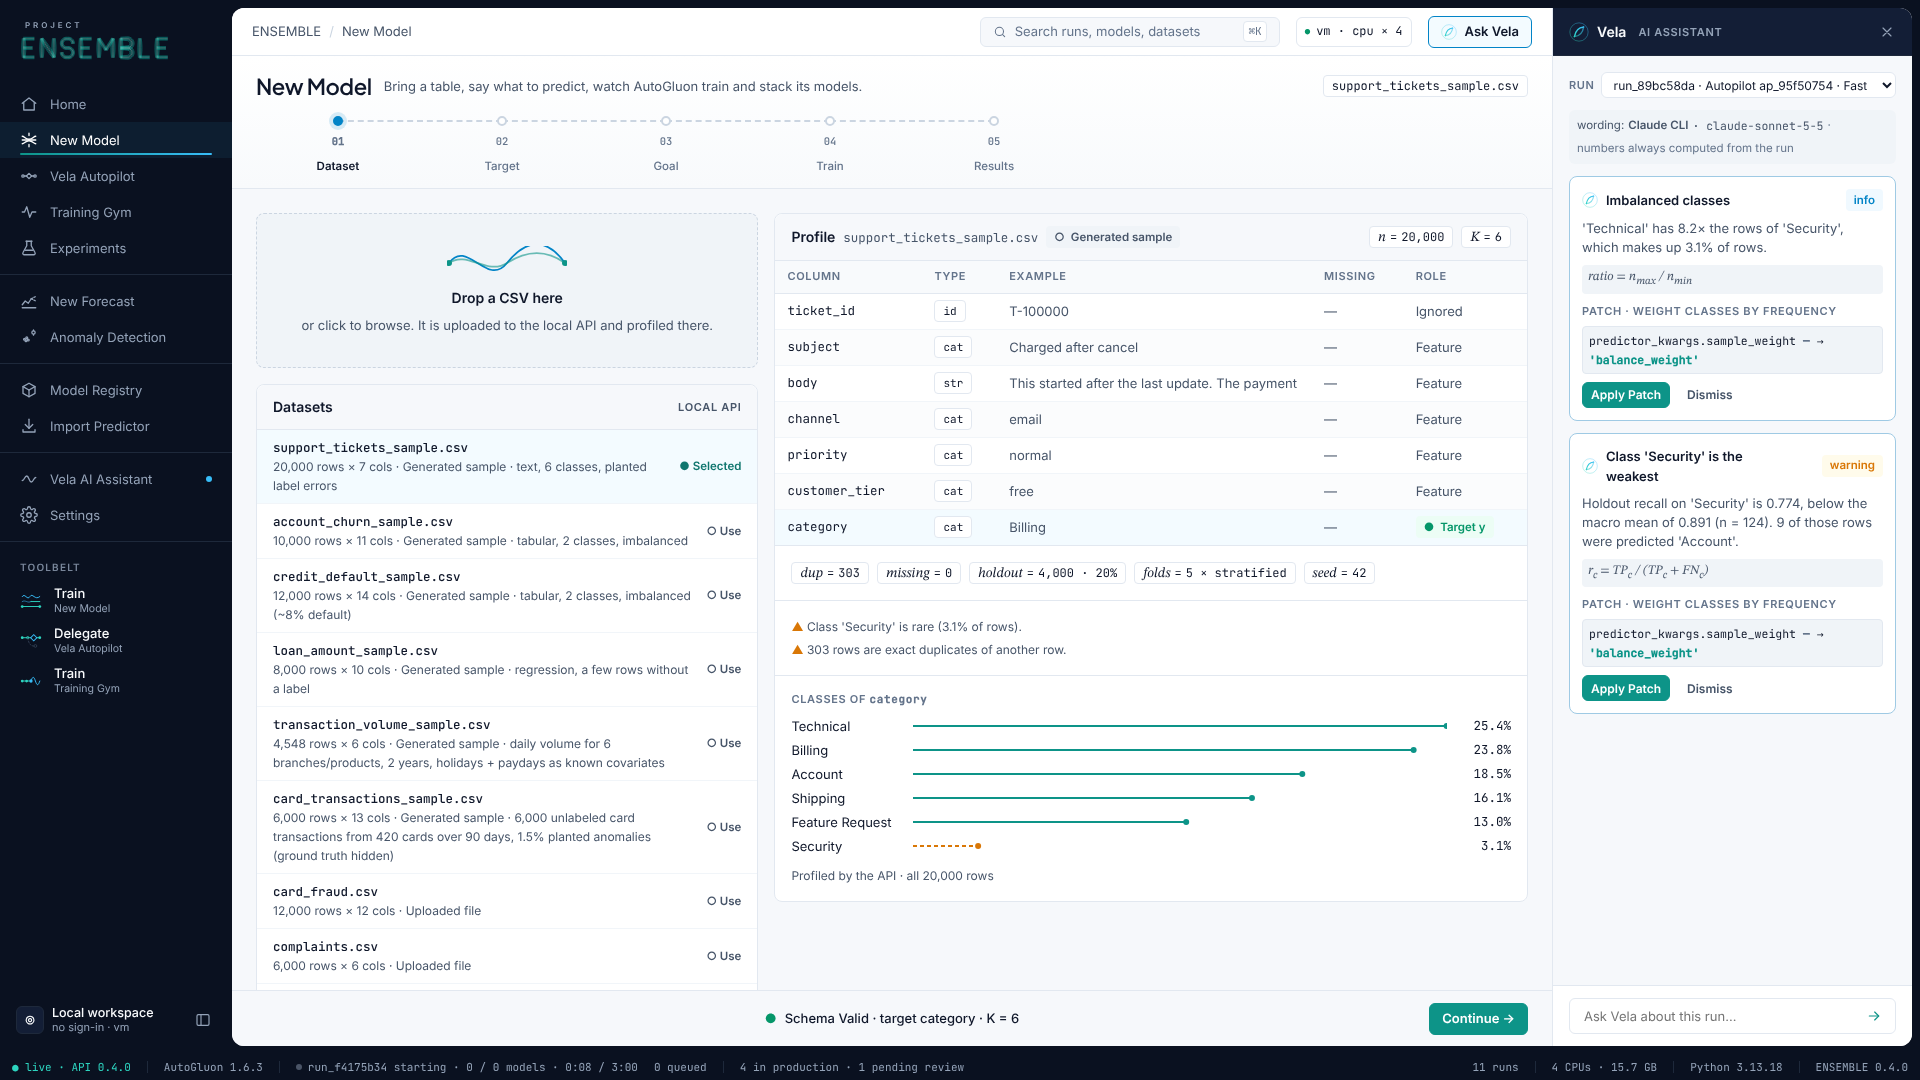 PROJECT
ENSEMBLE
Home
New Model
Vela Autopilot
Training Gym
Experiments
New Forecast
Anomaly Detection
Model Registry
Import Predictor
Vela AI Assistant
Settings
TOOLBELT
Train
New Model
Delegate
Vela Autopilot
Train
Training Gym
Local workspace
no sign-in · vm
ENSEMBLE / New Model
Search runs, models, datasets ⌘K
vm · cpu × 4
Ask Vela
New Model
Bring a table, say what to predict, watch AutoGluon train and stack its models.
support_tickets_sample.csv
01 02 03 04 05
Dataset Target Goal Train Results
Drop a CSV here
or click to browse. It is uploaded to the local API and profiled there.
Datasets LOCAL API
support_tickets_sample.csv
20,000 rows × 7 cols · Generated sample · text, 6 classes, planted
label errors
Selected
account_churn_sample.csv
10,000 rows × 11 cols · Generated sample · tabular, 2 classes, imbalanced
Use
credit_default_sample.csv
12,000 rows × 14 cols · Generated sample · tabular, 2 classes, imbalanced
(~8% default)
Use
loan_amount_sample.csv
8,000 rows × 10 cols · Generated sample · regression, a few rows without
a label
Use
transaction_volume_sample.csv
4,548 rows × 6 cols · Generated sample · daily volume for 6
branches/products, 2 years, holidays + paydays as known covariates
Use
card_transactions_sample.csv
6,000 rows × 13 cols · Generated sample · 6,000 unlabeled card
transactions from 420 cards over 90 days, 1.5% planted anomalies
(ground truth hidden)
Use
card_fraud.csv
12,000 rows × 12 cols · Uploaded file
Use
complaints.csv
6,000 rows × 6 cols · Uploaded file
Use
Profile support_tickets_sample.csv Generated sample n = 20,000 K = 6
COLUMN TYPE EXAMPLE MISSING ROLE
ticket_id id T-100000 — Ignored
subject cat Charged after cancel — Feature
body str This started after the last update. The payment — Feature
channel cat email — Feature
priority cat normal — Feature
customer_tier cat free — Feature
category cat Billing — Target y
dup = 303 missing = 0 holdout = 4,000 · 20% folds = 5 × stratified seed = 42
Class 'Security' is rare (3.1% of rows).
303 rows are exact duplicates of another row.
CLASSES OF category
Technical 25.4%
Billing 23.8%
Account 18.5%
Shipping 16.1%
Feature Request 13.0%
Security 3.1%
Profiled by the API · all 20,000 rows
Schema Valid · target category · K = 6
Continue →
Vela AI ASSISTANT
RUN run_89bc58da · Autopilot ap_95f50754 · Fast
wording: Claude CLI · claude-sonnet-5-5 ·
numbers always computed from the run
Imbalanced classes info
'Technical' has 8.2× the rows of 'Security',
which makes up 3.1% of rows.
ratio = n_max / n_min
PATCH · WEIGHT CLASSES BY FREQUENCY
predictor_kwargs.sample_weight — →
'balance_weight'
Apply Patch Dismiss
Class 'Security' is the
weakest
warning
Holdout recall on 'Security' is 0.774, below the
macro mean of 0.891 (n = 124). 9 of those rows
were predicted 'Account'.
r_c = TP_c / (TP_c + FN_c)
PATCH · WEIGHT CLASSES BY FREQUENCY
predictor_kwargs.sample_weight — →
'balance_weight'
Apply Patch Dismiss
Ask Vela about this run... →
live · API 0.4.0 AutoGluon 1.6.3 run_f4175b34 starting · 0 / 0 models · 0:08 / 3:00 0 queued 4 in production · 1 pending review 11 runs 4 CPUs · 15.7 GB Python 3.13.18 ENSEMBLE 0.4.0